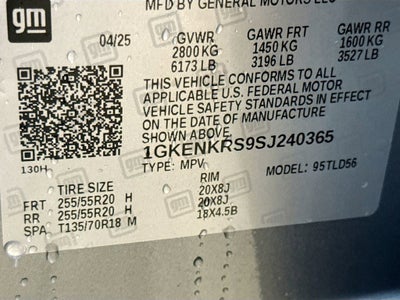 gm
MFD BY GENERAL MOTORS LLC
04/25 GVWR GAWR FRT GAWR RR
2800 KG 1450 KG 1600 KG
6173 LB 3196 LB 3527 LB
THIS VEHICLE CONFORMS TO ALL
APPLICABLE U.S. FEDERAL MOTOR
VEHICLE SAFETY STANDARDS IN EFFECT
ON THE DATE OF MANUFACTURE
SHOWN ABOVE.
1GKENKRS9SJ240365
130H TYPE: MPV MODEL: 95TLD56
TIRE SIZE RIM
FRT 255/55R20 H 20X8J
RR 255/55R20 H 20X8J
SPA T135/70R18 M 18X4.5B